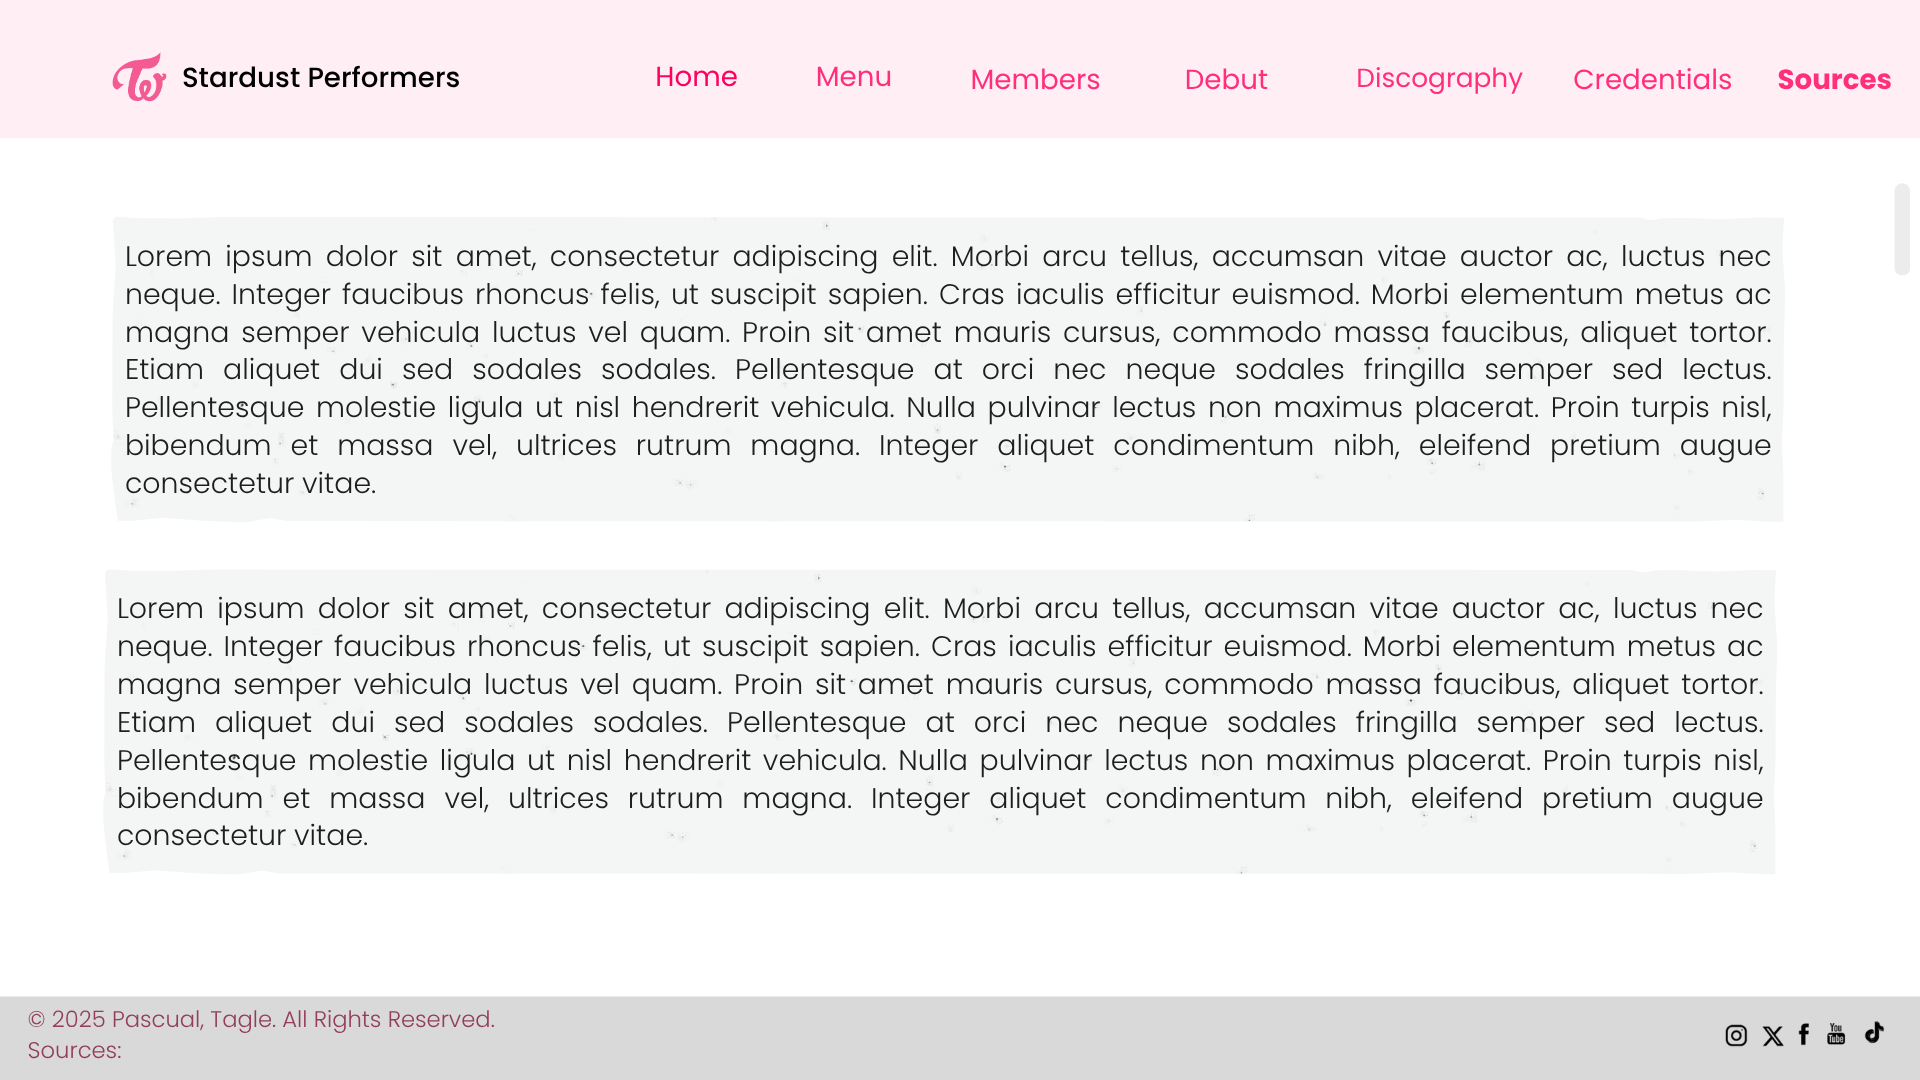 Stardust Performers
Home Menu Members Debut Discography Credentials Sources
Lorem ipsum dolor sit amet, consectetur adipiscing elit. Morbi arcu tellus, accumsan vitae auctor ac, luctus nec
neque. Integer faucibus rhoncus felis, ut suscipit sapien. Cras iaculis efficitur euismod. Morbi elementum metus ac
magna semper vehicula luctus vel quam. Proin sit amet mauris cursus, commodo massa faucibus, aliquet tortor.
Etiam aliquet dui sed sodales sodales. Pellentesque at orci nec neque sodales fringilla semper sed lectus.
Pellentesque molestie ligula ut nisl hendrerit vehicula. Nulla pulvinar lectus non maximus placerat. Proin turpis nisl,
bibendum et massa vel, ultrices rutrum magna. Integer aliquet condimentum nibh, eleifend pretium augue
consectetur vitae.
Lorem ipsum dolor sit amet, consectetur adipiscing elit. Morbi arcu tellus, accumsan vitae auctor ac, luctus nec
neque. Integer faucibus rhoncus felis, ut suscipit sapien. Cras iaculis efficitur euismod. Morbi elementum metus ac
magna semper vehicula luctus vel quam. Proin sit amet mauris cursus, commodo massa faucibus, aliquet tortor.
Etiam aliquet dui sed sodales sodales. Pellentesque at orci nec neque sodales fringilla semper sed lectus.
Pellentesque molestie ligula ut nisl hendrerit vehicula. Nulla pulvinar lectus non maximus placerat. Proin turpis nisl,
bibendum et massa vel, ultrices rutrum magna. Integer aliquet condimentum nibh, eleifend pretium augue
consectetur vitae.
© 2025 Pascual, Tagle. All Rights Reserved.
Sources:
You
Tube